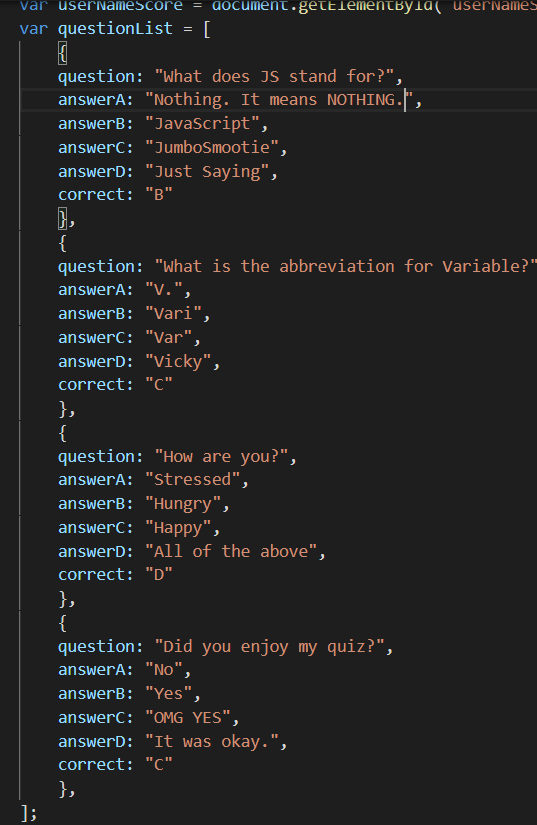 var userNameScore = document.getElementById( userNameS
var questionList = [
{
question: "What does JS stand for?",
answerA: "Nothing. It means NOTHING.",
answerB: "JavaScript",
answerC: "JumboSmootie",
answerD: "Just Saying",
correct: "B"
},
{
question: "What is the abbreviation for Variable?"
answerA: "V.",
answerB: "Vari",
answerC: "Var",
answerD: "Vicky",
correct: "C"
},
{
question: "How are you?",
answerA: "Stressed",
answerB: "Hungry",
answerC: "Happy",
answerD: "All of the above",
correct: "D"
},
{
question: "Did you enjoy my quiz?",
answerA: "No",
answerB: "Yes",
answerC: "OMG YES",
answerD: "It was okay.",
correct: "C"
},
];